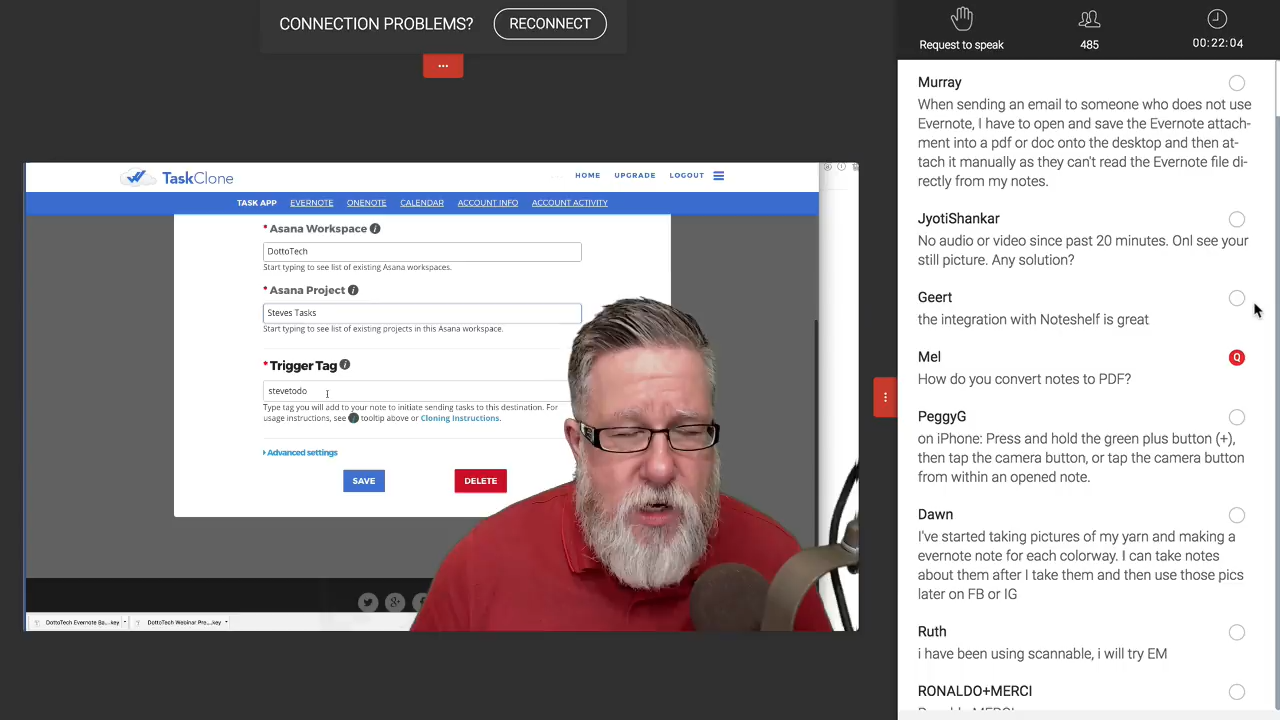 CONNECTION PROBLEMS?
RECONNECT
...
Request to speak
485
00:22:04
TaskClone
HOME
UPGRADE
LOGOUT
TASK APP
EVERNOTE
ONENOTE
CALENDAR
ACCOUNT INFO
ACCOUNT ACTIVITY
* Asana Workspace
DottoTech
Start typing to see list of existing Asana workspaces.
* Asana Project
Steves Tasks
Start typing to see list of existing projects in this Asana workspace.
* Trigger Tag
stevetodo
Type tag you will add to your note to initiate sending tasks to this destination. For
usage instructions, see tooltip above or Cloning Instructions.
Advanced settings
SAVE
DELETE
DottoTech Evernote Ba....key
DottoTech Webinar Pre....key
Murray
When sending an email to someone who does not use
Evernote, I have to open and save the Evernote attach-
ment into a pdf or doc onto the desktop and then at-
tach it manually as they can't read the Evernote file di-
rectly from my notes.
JyotiShankar
No audio or video since past 20 minutes. Onl see your
still picture. Any solution?
Geert
the integration with Noteshelf is great
Mel
Q
How do you convert notes to PDF?
PeggyG
on iPhone: Press and hold the green plus button (+),
then tap the camera button, or tap the camera button
from within an opened note.
Dawn
I've started taking pictures of my yarn and making a
evernote note for each colorway. I can take notes
about them after I take them and then use those pics
later on FB or IG
Ruth
i have been using scannable, i will try EM
RONALDO+MERCI